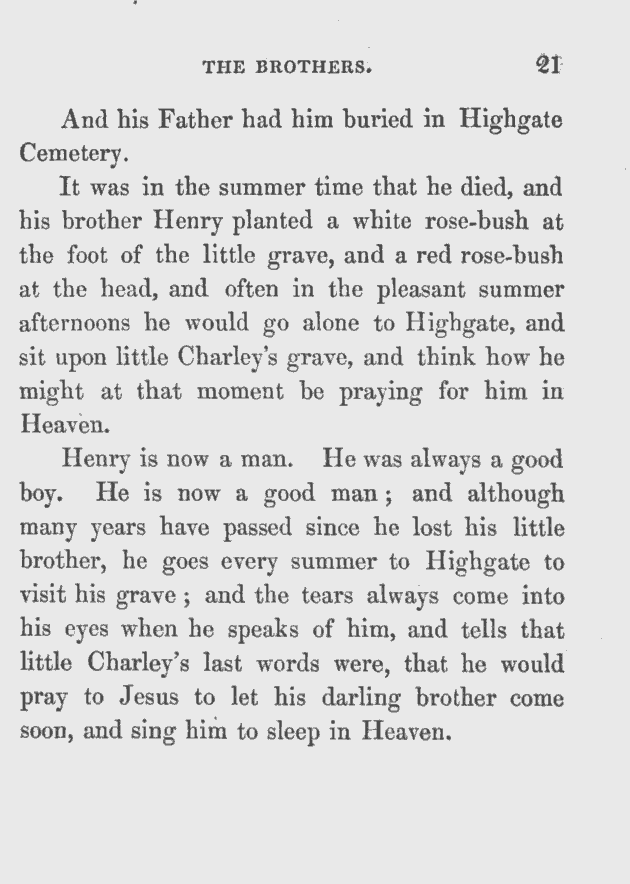 THE BROTHERS. 21
And his Father had him buried in Highgate
Cemetery.
It was in the summer time that he died, and
his brother Henry planted a white rose-bush at
the foot of the little grave, and a red rose-bush
at the head, and often in the pleasant summer
afternoons he would go alone to Highgate, and
sit upon little Charley's grave, and think how he
might at that moment be praying for him in
Heaven.
Henry is now a man. He was always a good
boy. He is now a good man ; and although
many years have passed since he lost his little
brother, he goes every summer to Highgate to
visit his grave ; and the tears always come into
his eyes when he speaks of him, and tells that
little Charley's last words were, that he would
pray to Jesus to let his darling brother come
soon, and sing him to sleep in Heaven.